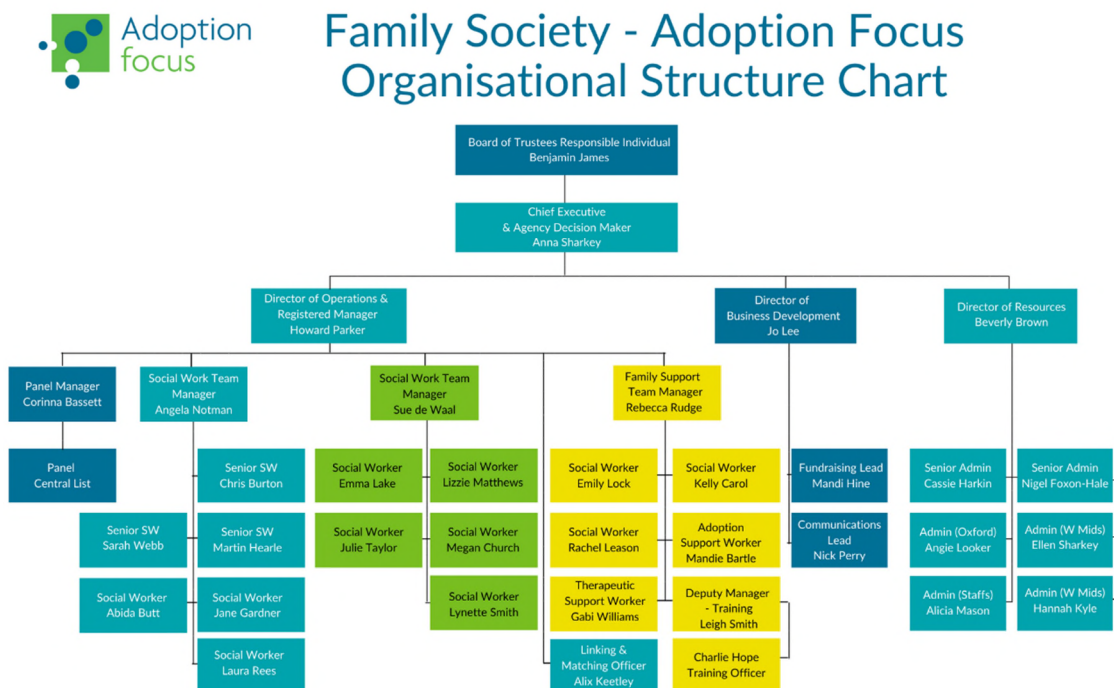 Adoption
focus
Family Society - Adoption Focus
Organisational Structure Chart
Board of Trustees Responsible Individual
Benjamin James
Chief Executive
& Agency Decision Maker
Anna Sharkey
Director of Operations &
Registered Manager
Howard Parker
Director of
Business Development
Jo Lee
Director of Resources
Beverly Brown
Panel Manager
Corinna Bassett
Social Work Team
Manager
Angela Notman
Social Work Team
Manager
Sue de Waal
Family Support
Team Manager
Rebecca Rudge
Panel
Central List
Senior SW
Chris Burton
Senior SW
Sarah Webb
Senior SW
Martin Hearle
Social Worker
Abida Butt
Social Worker
Jane Gardner
Social Worker
Laura Rees
Social Worker
Emma Lake
Social Worker
Lizzie Matthews
Social Worker
Julie Taylor
Social Worker
Megan Church
Social Worker
Lynette Smith
Social Worker
Emily Lock
Social Worker
Kelly Carol
Social Worker
Rachel Leason
Adoption
Support Worker
Mandie Bartle
Therapeutic
Support Worker
Gabi Williams
Deputy Manager
- Training
Leigh Smith
Linking &
Matching Officer
Alix Keetley
Charlie Hope
Training Officer
Fundraising Lead
Mandi Hine
Communications
Lead
Nick Perry
Senior Admin
Cassie Harkin
Senior Admin
Nigel Foxon-Hale
Admin (Oxford)
Angie Looker
Admin (W Mids)
Ellen Sharkey
Admin (Staffs)
Alicia Mason
Admin (W Mids)
Hannah Kyle